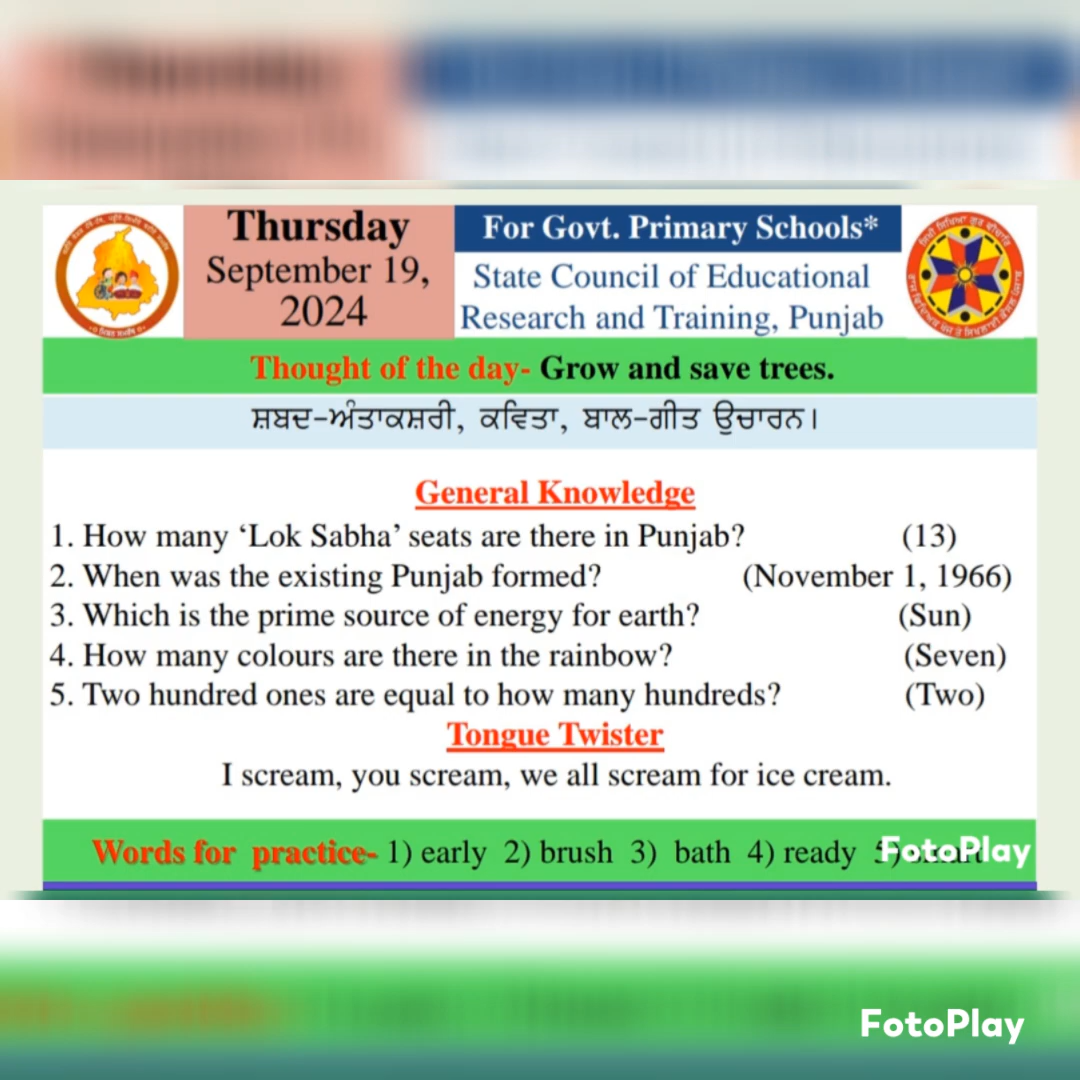 Thursday
September 19,
2024
For Govt. Primary Schools*
State Council of Educational
Research and Training, Punjab
Thought of the day- Grow and save trees.
ਸ਼ਬਦ-ਅੰਤਾਕਸ਼ਰੀ, ਕਵਿਤਾ, ਬਾਲ-ਗੀਤ ਉਚਾਰਨ।
General Knowledge
1. How many ‘Lok Sabha’ seats are there in Punjab? (13)
2. When was the existing Punjab formed? (November 1, 1966)
3. Which is the prime source of energy for earth? (Sun)
4. How many colours are there in the rainbow? (Seven)
5. Two hundred ones are equal to how many hundreds? (Two)
Tongue Twister
I scream, you scream, we all scream for ice cream.
Words for practice- 1) early 2) brush 3) bath 4) ready 5)
FotoPlay
FotoPlay